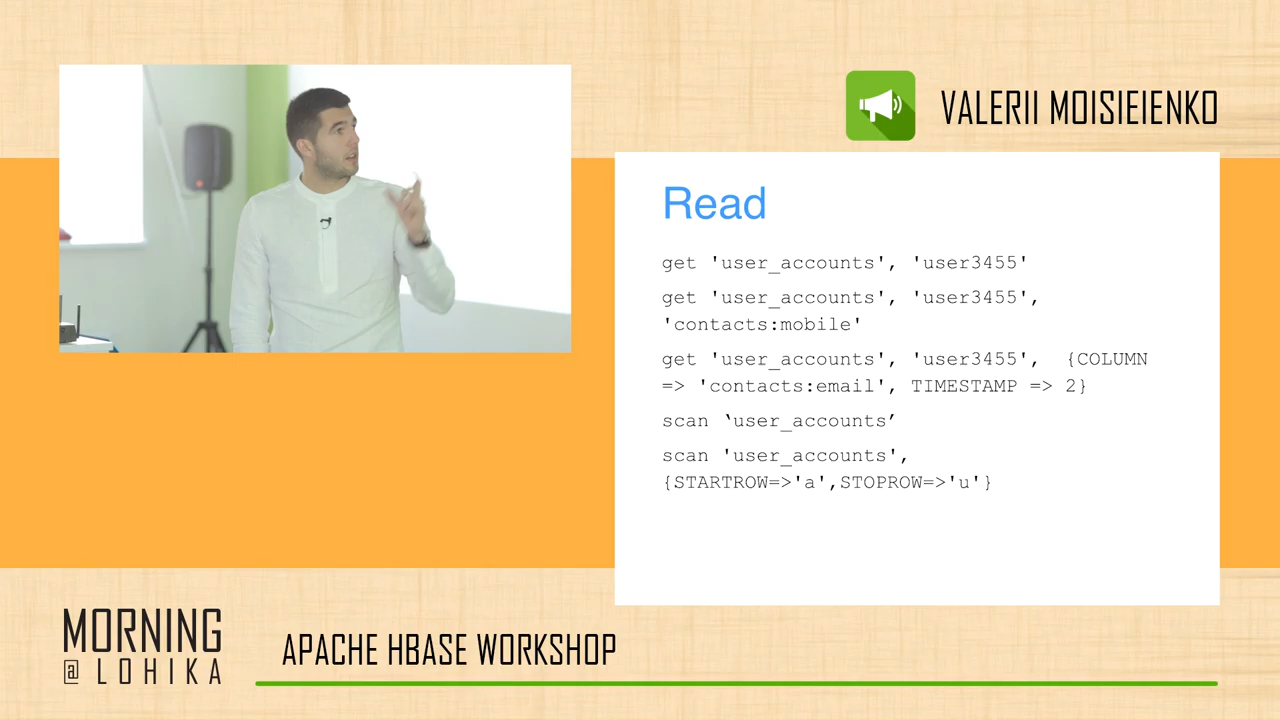 VALERII MOISIEIENKO
Read
get 'user_accounts', 'user3455'
get 'user_accounts', 'user3455',
'contacts:mobile'
get 'user_accounts', 'user3455',  {COLUMN
=> 'contacts:email', TIMESTAMP => 2}
scan ‘user_accounts’
scan 'user_accounts',
{STARTROW=>'a',STOPROW=>'u'}
MORNING
@ LOHIKA
APACHE HBASE WORKSHOP